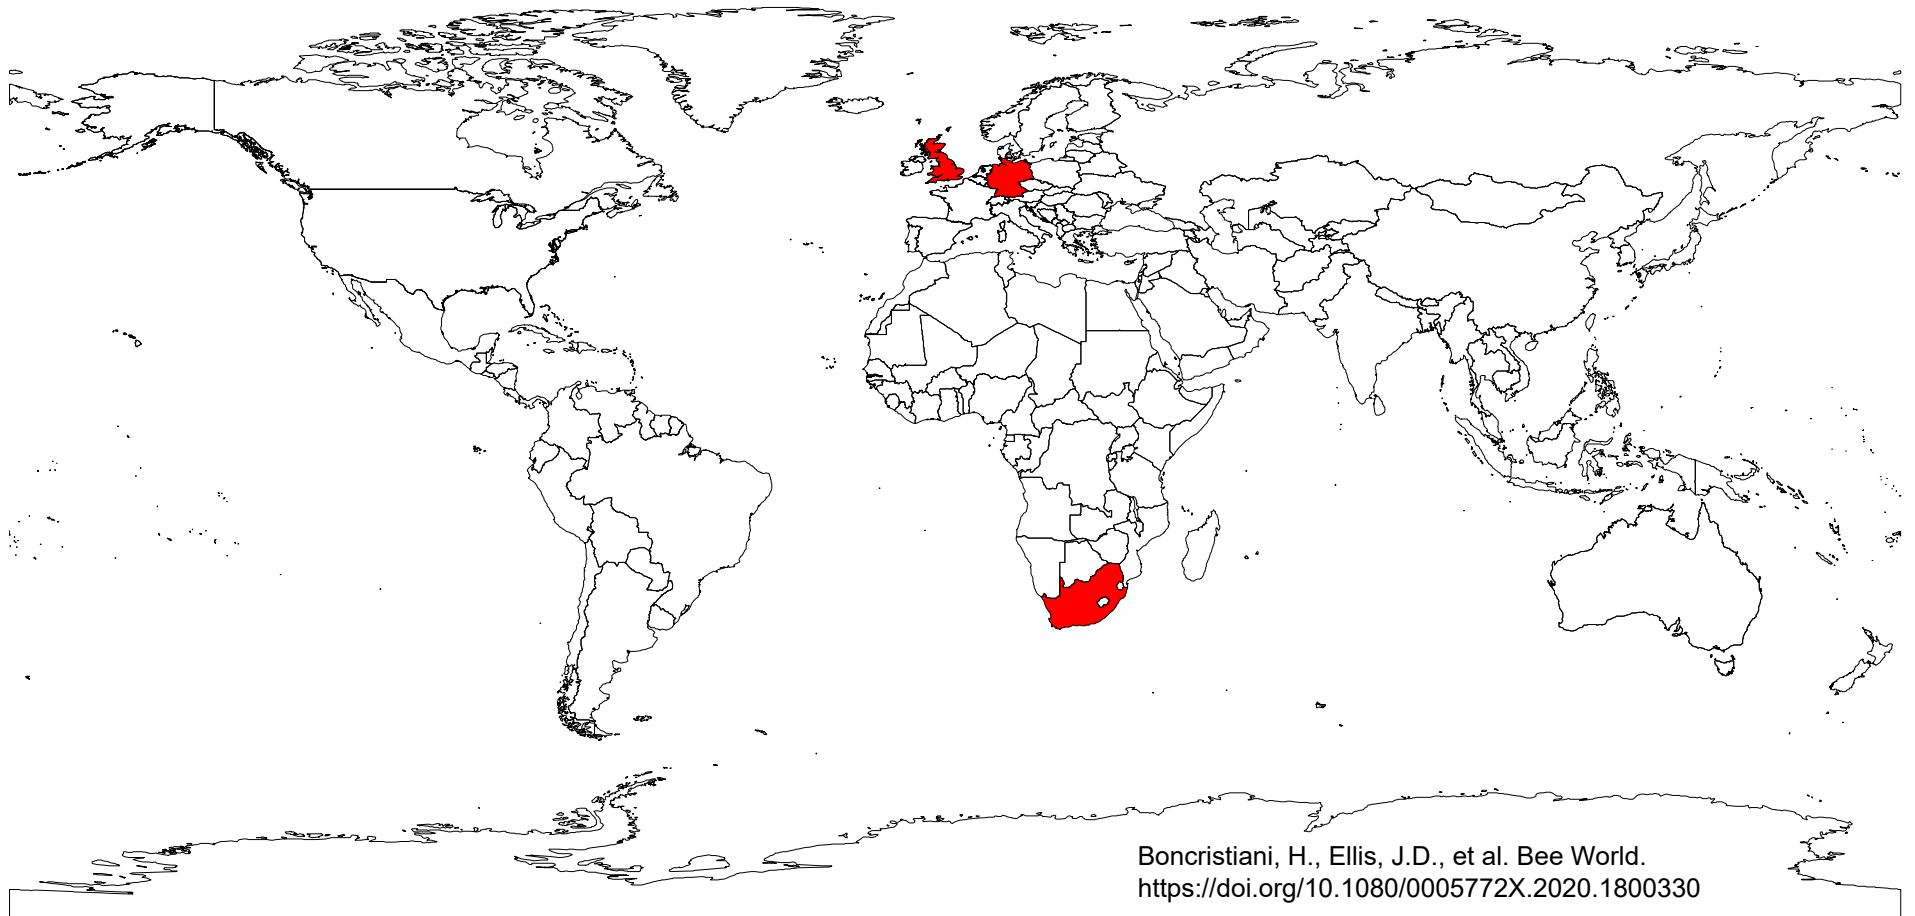 Boncristiani, H., Ellis, J.D., et al. Bee World.
https://doi.org/10.1080/0005772X.2020.1800330